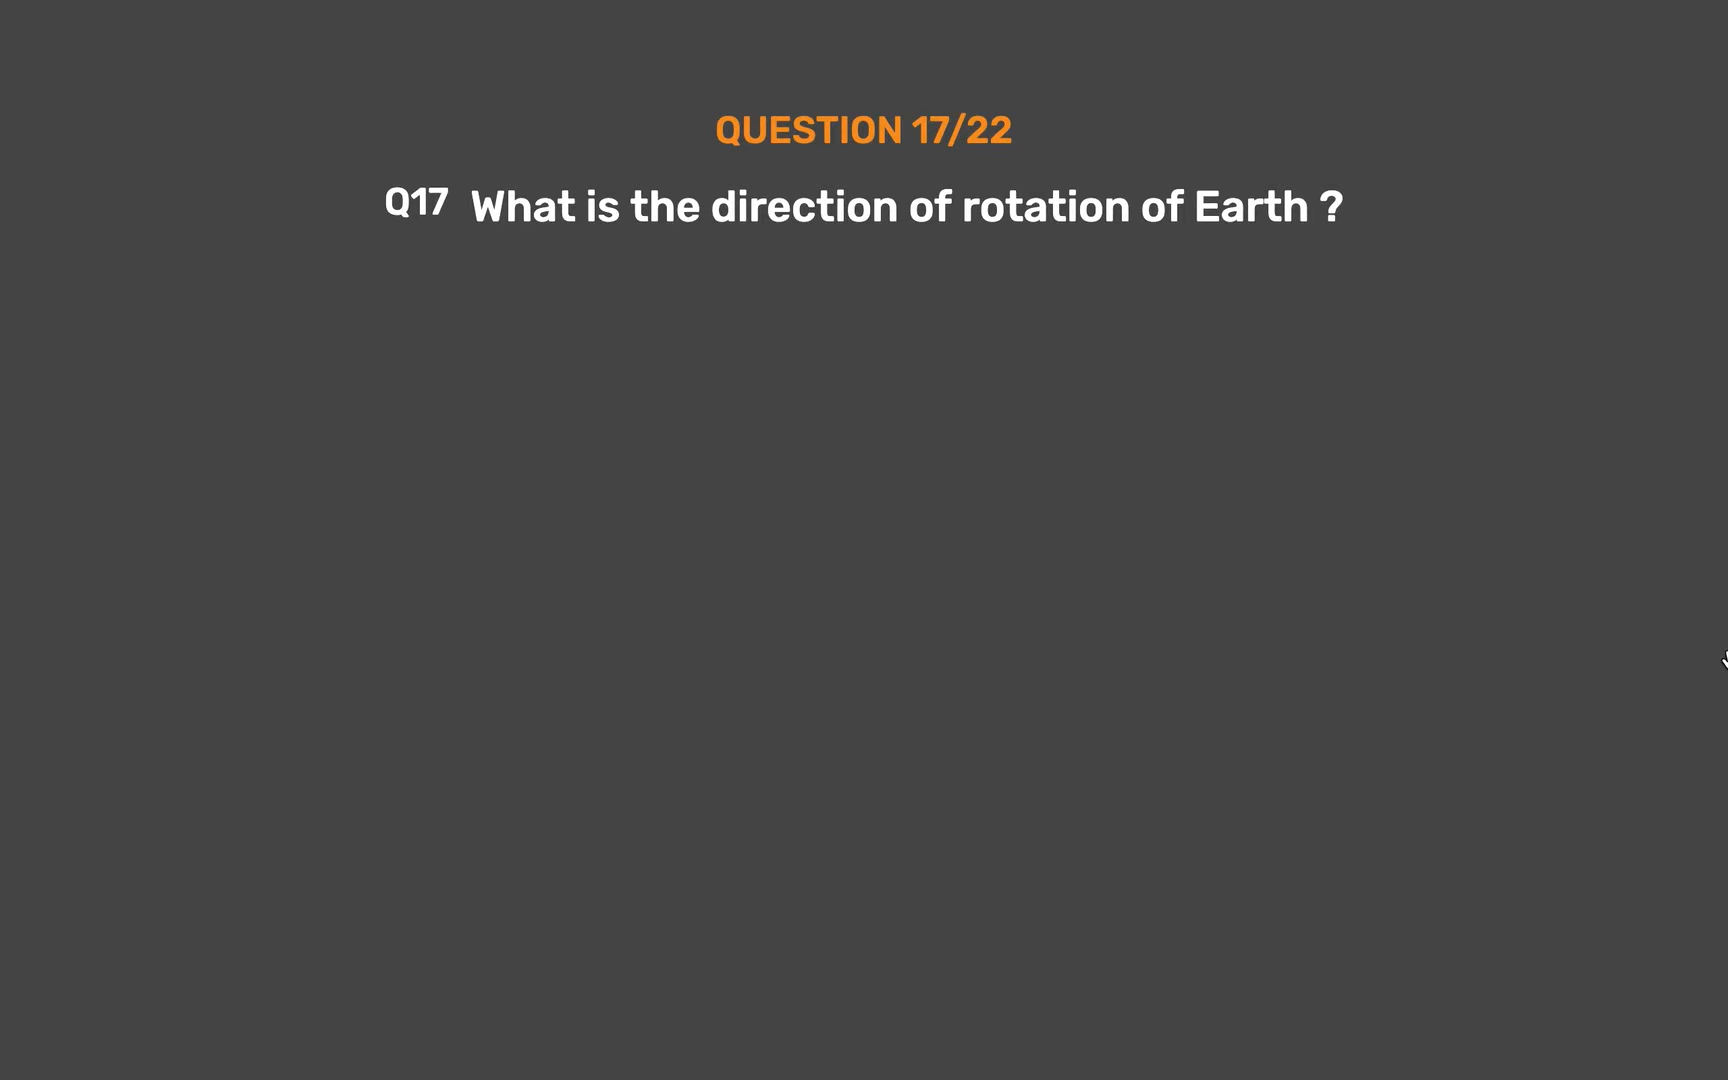 QUESTION 17/22
Q17 What is the direction of rotation of Earth ?